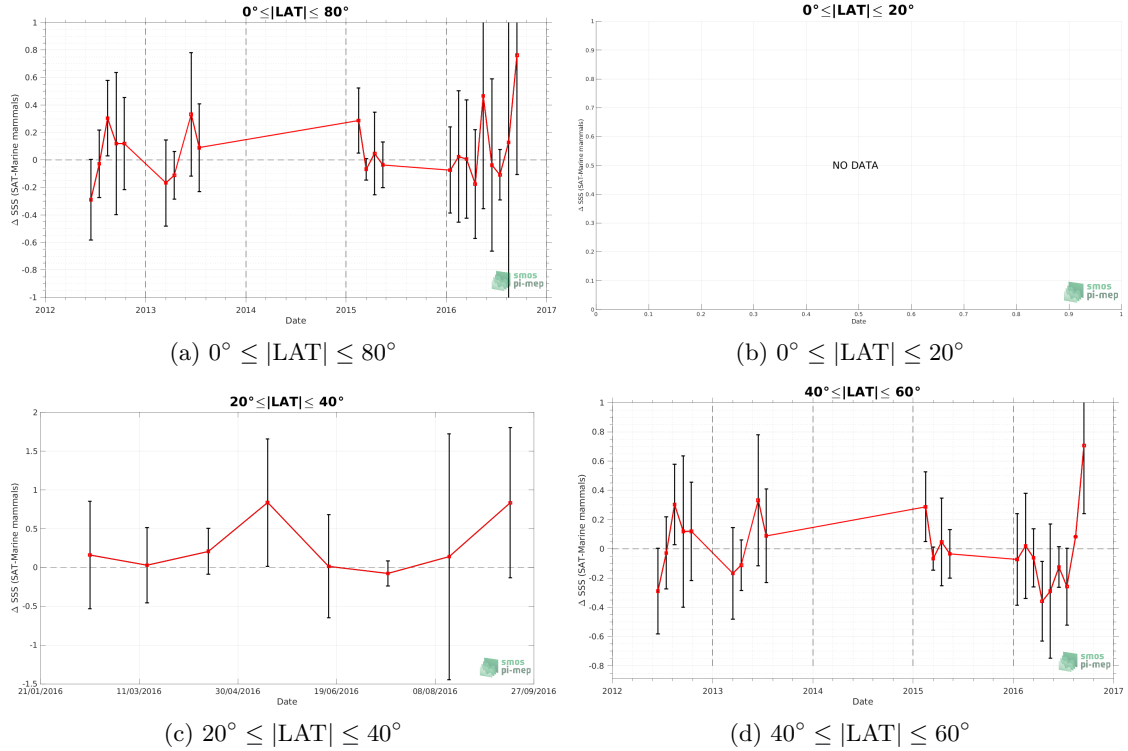 0°≤|LAT|≤ 80°
1
0.8
0.6
0.4
0.2
0
-0.2
-0.4
-0.6
-0.8
-1
Δ SSS (SAT-Marine mammals)
2012
2013
2014
2015
2016
2017
Date
smos
pi-mep
(a) 0° ≤ |LAT| ≤ 80°
0°≤|LAT|≤ 20°
1
0.9
0.8
0.7
0.6
0.5
0.4
0.3
0.2
0.1
0
Δ SSS (SAT-Marine mammals)
NO DATA
0
0.1
0.2
0.3
0.4
0.5
0.6
0.7
0.8
0.9
1
Date
smos
pi-mep
(b) 0° ≤ |LAT| ≤ 20°
20°≤|LAT|≤ 40°
2
1.5
1
0.5
0
-0.5
-1
-1.5
Δ SSS (SAT-Marine mammals)
21/01/2016
11/03/2016
30/04/2016
19/06/2016
08/08/2016
27/09/2016
Date
smos
pi-mep
(c) 20° ≤ |LAT| ≤ 40°
40°≤|LAT|≤ 60°
1
0.8
0.6
0.4
0.2
0
-0.2
-0.4
-0.6
-0.8
Δ SSS (SAT-Marine mammals)
2012
2013
2014
2015
2016
2017
Date
smos
pi-mep
(d) 40° ≤ |LAT| ≤ 60°